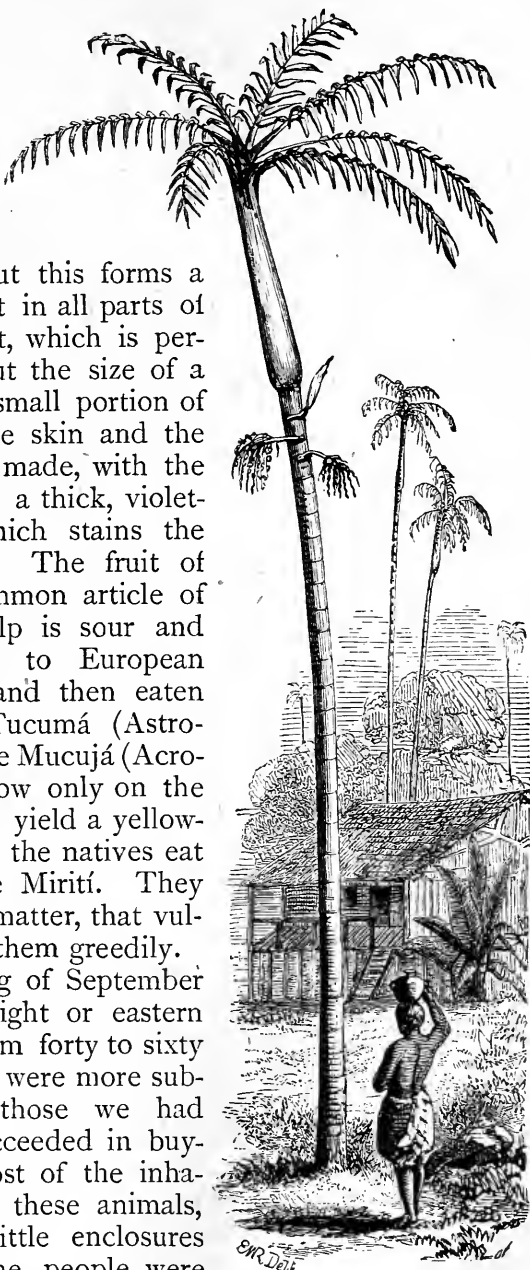 ut this forms a
t in all parts of
t, which is per-
ut the size of a
small portion of
e skin and the
made, with the
a thick, violet-
hich stains the
The fruit of
mmon article of
lp is sour and
to European
and then eaten
Tucumá (Astro-
e Mucujá (Acro-
ow only on the
yield a yellow-
the natives eat
e Mirití. They
matter, that vul-
them greedily.
g of September
ight or eastern
m forty to sixty
were more sub-
those we had
cceeded in buy-
ost of the inha-
these animals,
ittle enclosures
people were